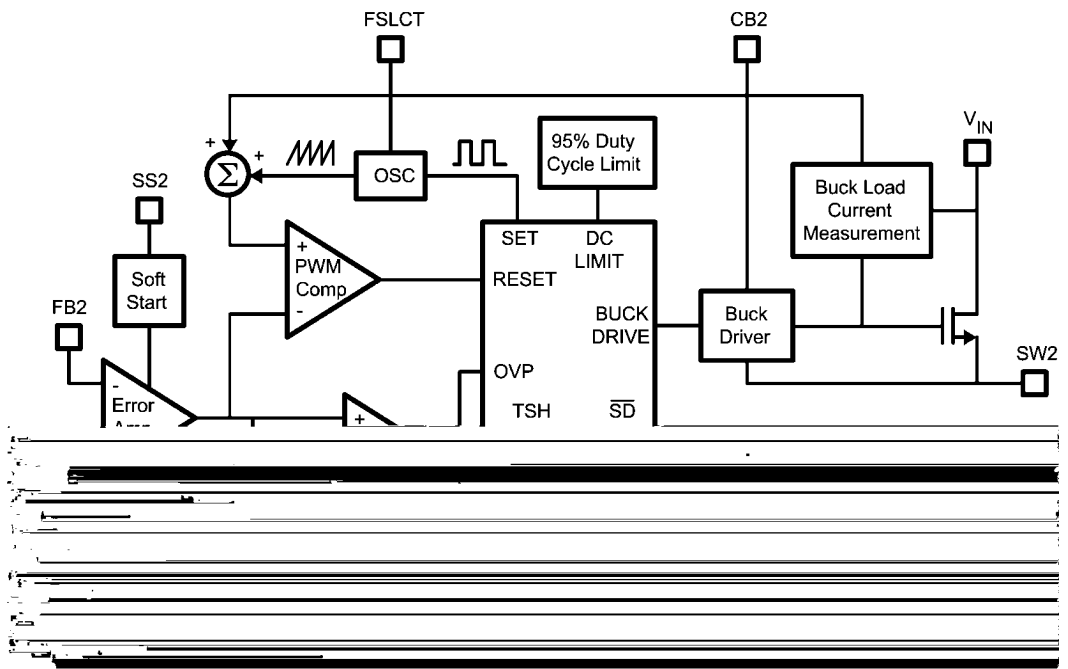 FSLCT
CB2
V_IN
+
+
Σ
OSC
95% Duty
Cycle Limit
Buck Load
Current
Measurement
SS2
Soft
Start
FB2
+
PWM
Comp
-
SET
DC
LIMIT
RESET
BUCK
DRIVE
Buck
Driver
SW2
OVP
TSH
SD
-
Error
+